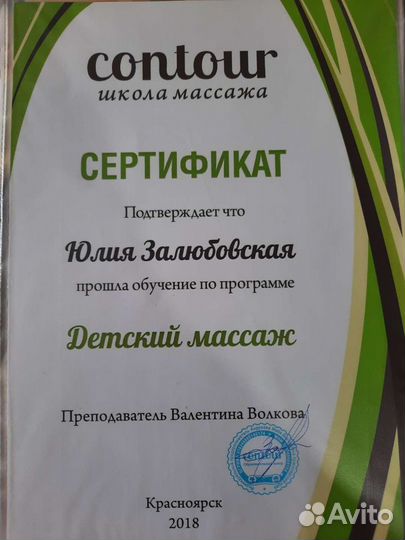 contour
школа массажа
СЕРТИФИКАТ
Подтверждает что
Юлия Залюбовская
прошла обучение по программе
Детский массаж
Преподаватель Валентина Волкова
contour
Красноярск
2018
Avito